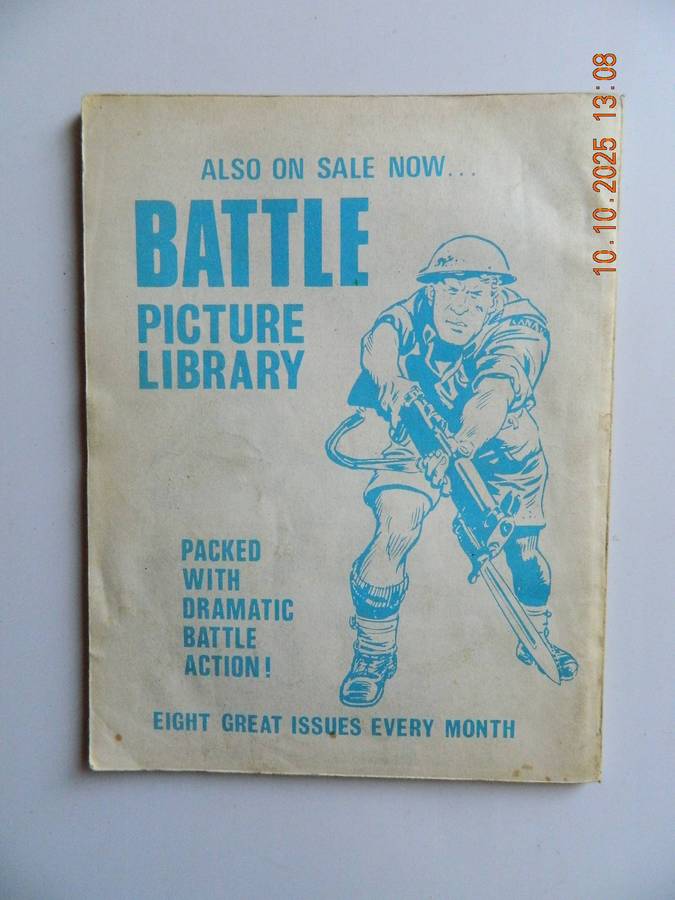 ALSO ON SALE NOW...
BATTLE
PICTURE
LIBRARY
PACKED
WITH
DRAMATIC
BATTLE
ACTION!
EIGHT GREAT ISSUES EVERY MONTH
10.10.2025 13:08